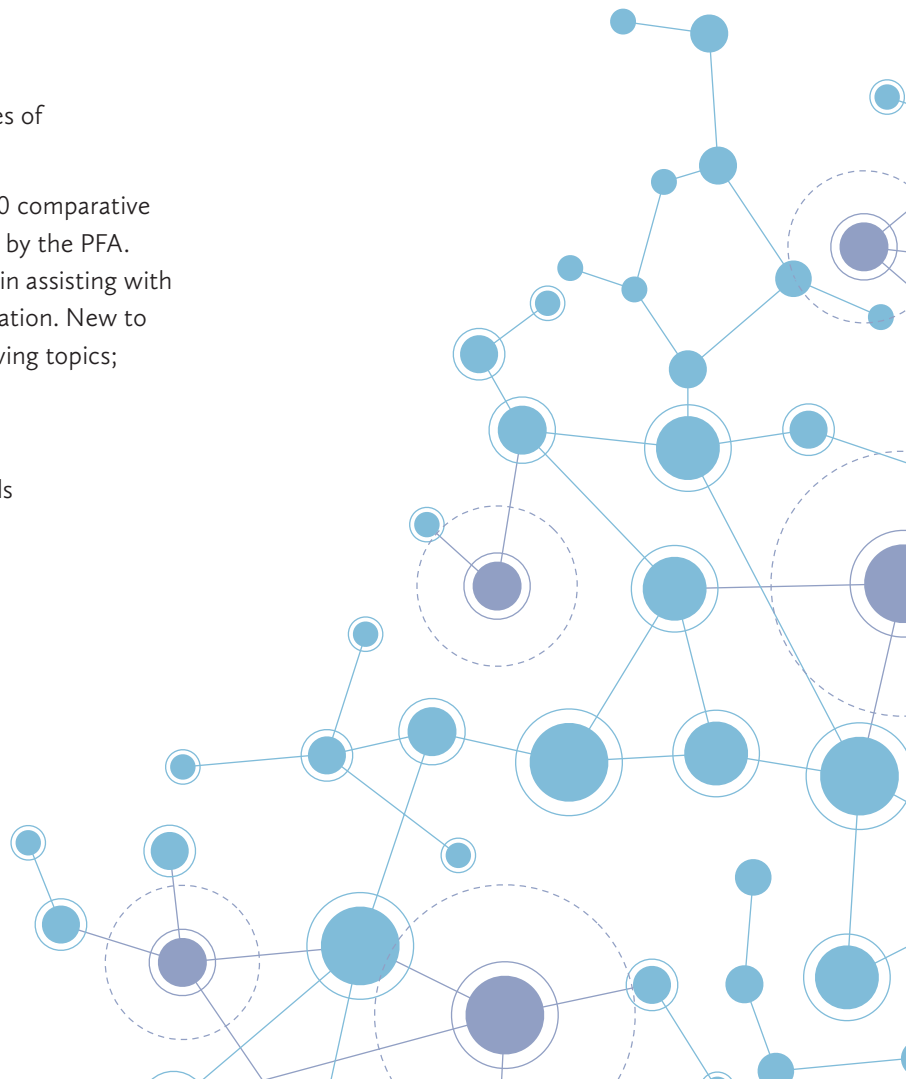 es of
0 comparative
by the PFA.
in assisting with
ation. New to
ving topics;
ls